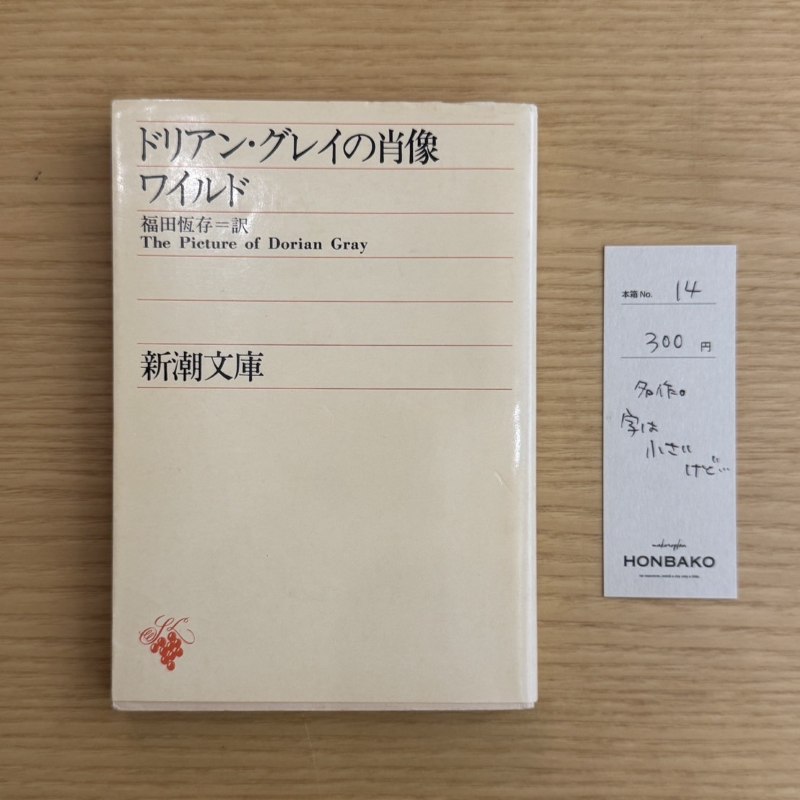 ドリアン・グレイの肖像
ワイルド
福田恆存=訳
The Picture of Dorian Gray
新潮文庫
本箱 No. 14
300 円
名作。
字は
小さい
けど…
HONBAKO